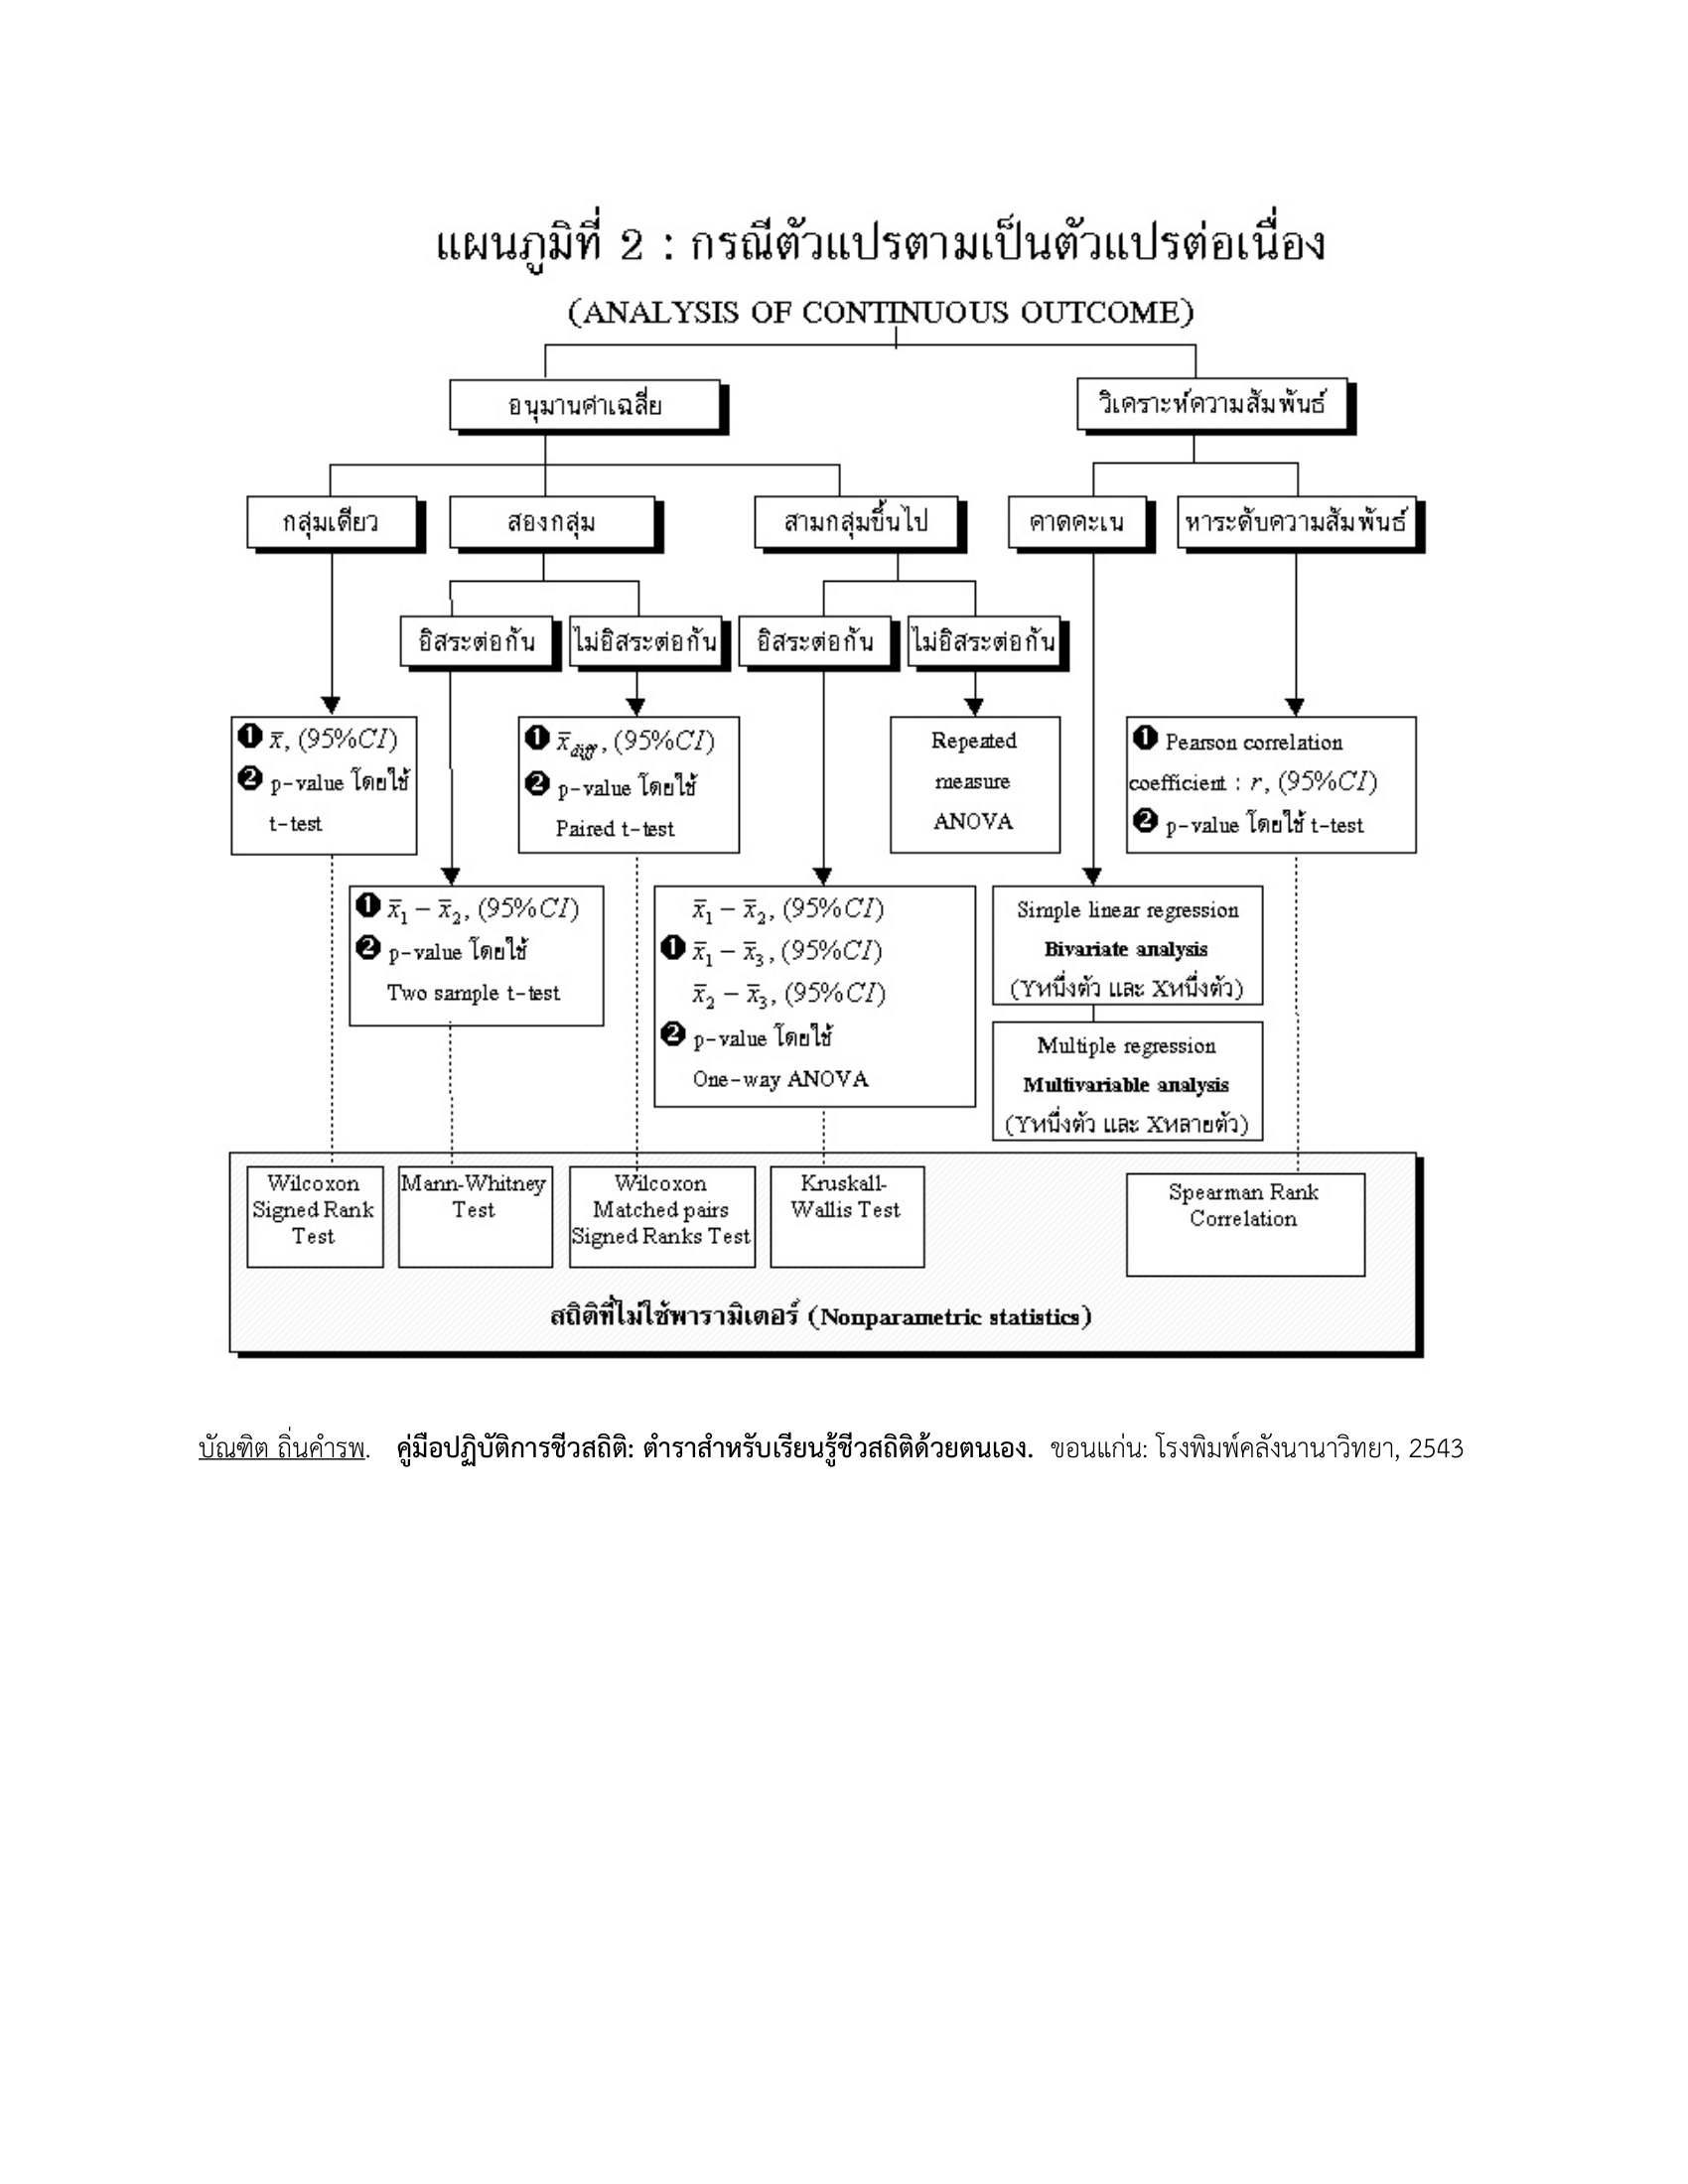 แผนภูมิที่ 2 : กรณีตัวแปรตามเป็นตัวแปรต่อเนื่อง
(ANALYSIS OF CONTINUOUS OUTCOME)
อนุมานค่าเฉลี่ย
วิเคราะห์ความสัมพันธ์
กลุ่มเดียว
สองกลุ่ม
สามกลุ่มขึ้นไป
คาดคะเน
หาระดับความสัมพันธ์
อิสระต่อกัน
ไม่อิสระต่อกัน
อิสระต่อกัน
ไม่อิสระต่อกัน
❶ x̄, (95%CI)
❷ p-value โดยใช้
t-test
❶ x̄diff, (95%CI)
❷ p-value โดยใช้
Paired t-test
Repeated
measure
ANOVA
❶ Pearson correlation
coefficient : r, (95%CI)
❷ p-value โดยใช้ t-test
❶ x̄1 − x̄2, (95%CI)
❷ p-value โดยใช้
Two sample t-test
x̄1 − x̄2, (95%CI)
❶ x̄1 − x̄3, (95%CI)
x̄2 − x̄3, (95%CI)
❷ p-value โดยใช้
One-way ANOVA
Simple linear regression
Bivariate analysis
(Yหนึ่งตัว และ Xหนึ่งตัว)
Multiple regression
Multivariable analysis
(Yหนึ่งตัว และ Xหลายตัว)
Wilcoxon
Signed Rank
Test
Mann-Whitney
Test
Wilcoxon
Matched pairs
Signed Ranks Test
Kruskall-
Wallis Test
Spearman Rank
Correlation
สถิติที่ไม่ใช้พารามิเตอร์ (Nonparametric statistics)
บัณฑิต ถิ่นคำรพ. คู่มือปฏิบัติการชีวสถิติ: ตำราสำหรับเรียนรู้ชีวสถิติด้วยตนเอง. ขอนแก่น: โรงพิมพ์คลังนานาวิทยา, 2543